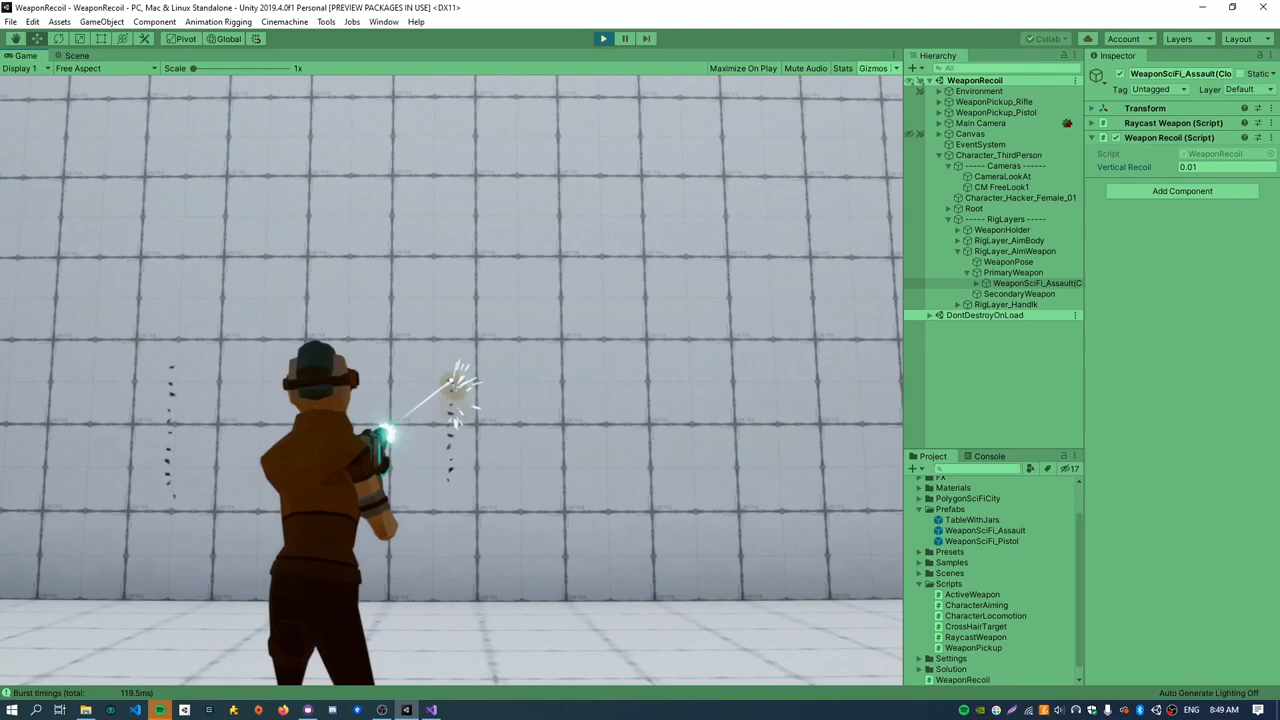 WeaponRecoil - WeaponRecoil - PC, Mac & Linux Standalone - Unity 2019.4.0f1 Personal [PREVIEW PACKAGES IN USE] <DX11>
File Edit Assets GameObject Component Animation Rigging Cinemachine Tools Jobs Window Help
Pivot Global Collab Account Layers Layout
Game Scene
Display 1 Free Aspect Scale 1x Maximize On Play Mute Audio Stats Gizmos
Hierarchy
All
WeaponRecoil
Environment
WeaponPickup_Rifle
WeaponPickup_Pistol
Main Camera
Canvas
EventSystem
Character_ThirdPerson
----- Cameras ------
CameraLookAt
CM FreeLook1
Character_Hacker_Female_01
Root
----- RigLayers -----
WeaponHolder
RigLayer_AimBody
RigLayer_AimWeapon
WeaponPose
PrimaryWeapon
WeaponSciFi_Assault(C
SecondaryWeapon
RigLayer_HandIk
DontDestroyOnLoad
Inspector
WeaponSciFi_Assault(Clo Static
Tag Untagged Layer Default
Transform
Raycast Weapon (Script)
Weapon Recoil (Script)
Script WeaponRecoil
Vertical Recoil 0.01
Add Component
Project Console
17
FX
Materials
PolygonSciFiCity
Prefabs
TableWithJars
WeaponSciFi_Assault
WeaponSciFi_Pistol
Presets
Samples
Scenes
Scripts
ActiveWeapon
CharacterAiming
CharacterLocomotion
CrossHairTarget
RaycastWeapon
WeaponPickup
Settings
Solution
WeaponRecoil
Burst timings (total: 119.5ms)
Auto Generate Lighting Off
ENG 8:49 AM